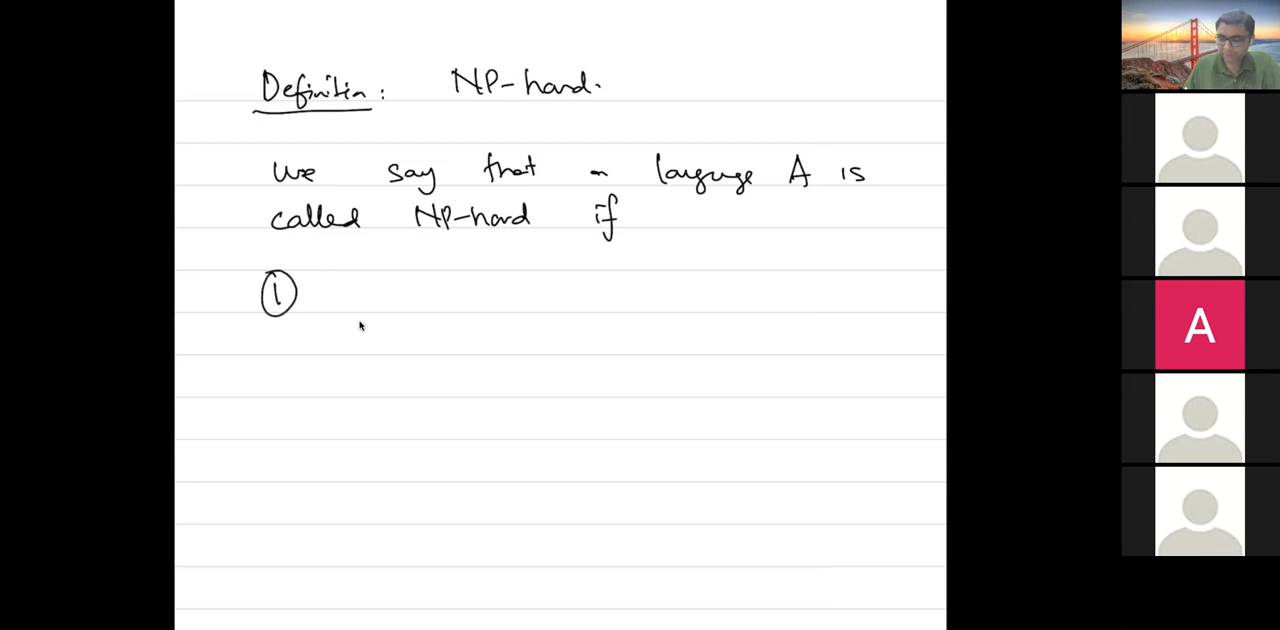 Definition: NP-hard.
we say that a language A is
called NP-hard if
①
A